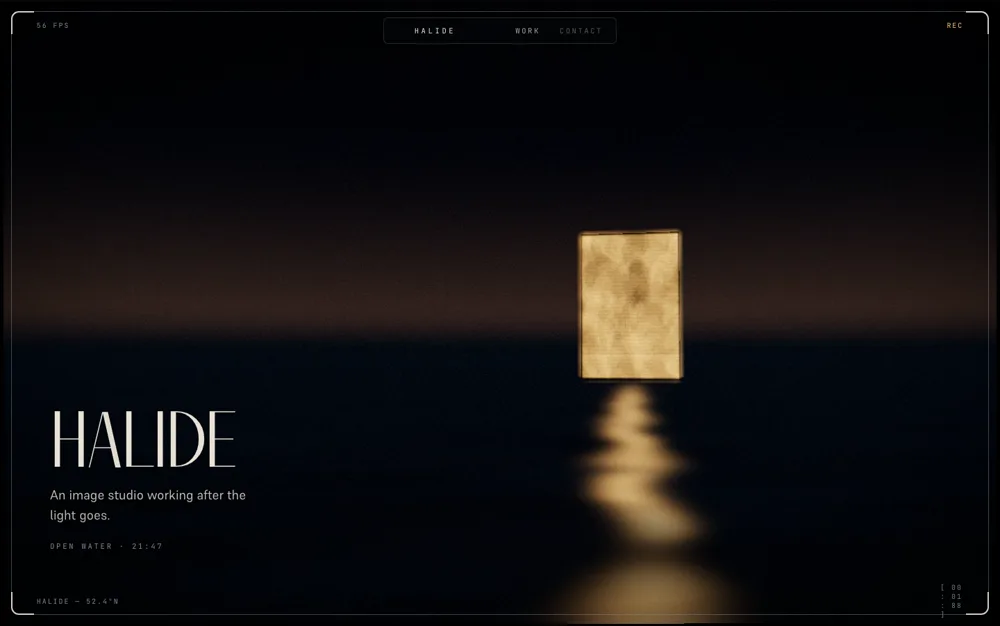 56 FPS
HALIDE WORK CONTACT
REC
HALIDE
An image studio working after the
light goes.
OPEN WATER · 21:47
HALIDE — 52.4°N
[ 00
: 01
: 88
]